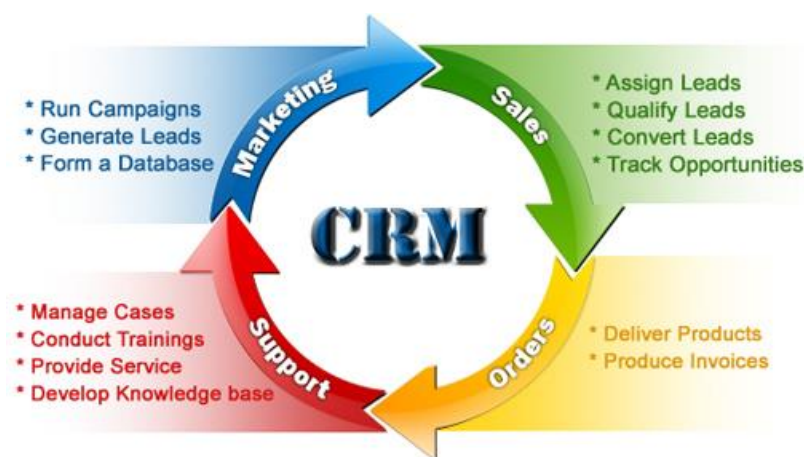 Marketing
* Run Campaigns
* Generate Leads
* Form a Database
Sales
* Assign Leads
* Qualify Leads
* Convert Leads
* Track Opportunities
CRM
Support
* Manage Cases
* Conduct Trainings
* Provide Service
* Develop Knowledge base
Orders
* Deliver Products
* Produce Invoices